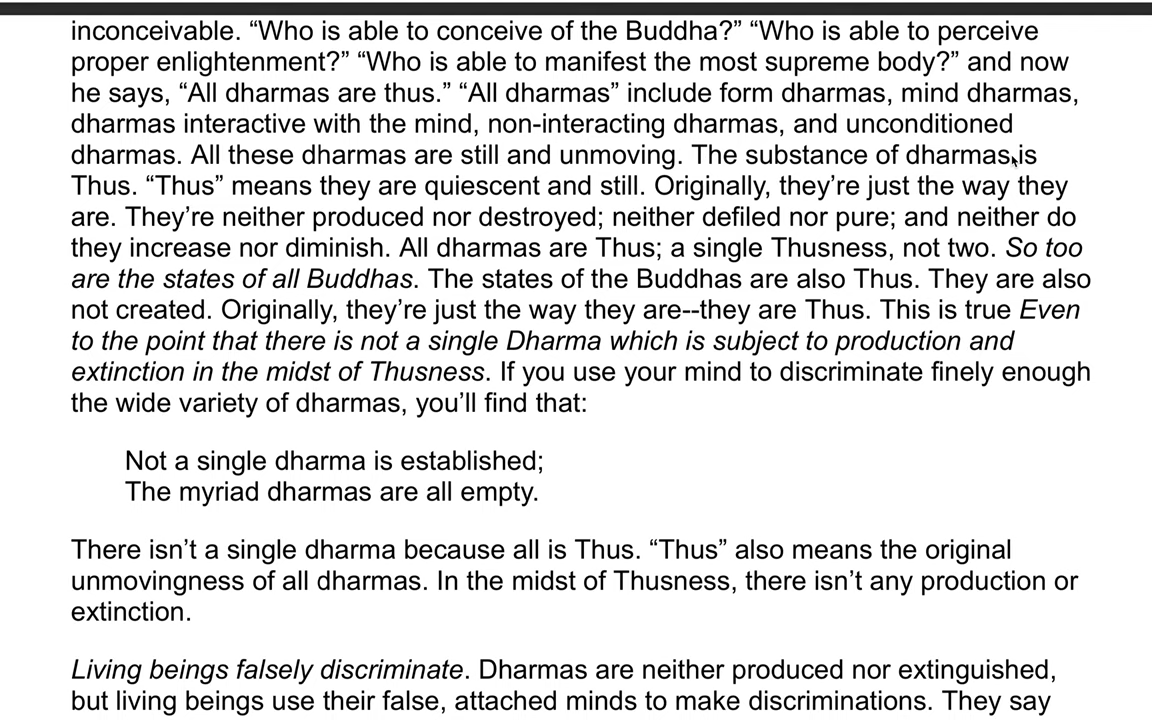 inconceivable. “Who is able to conceive of the Buddha?” “Who is able to perceive
proper enlightenment?” “Who is able to manifest the most supreme body?” and now
he says, “All dharmas are thus.” “All dharmas” include form dharmas, mind dharmas,
dharmas interactive with the mind, non-interacting dharmas, and unconditioned
dharmas. All these dharmas are still and unmoving. The substance of dharmas is
Thus. “Thus” means they are quiescent and still. Originally, they’re just the way they
are. They’re neither produced nor destroyed; neither defiled nor pure; and neither do
they increase nor diminish. All dharmas are Thus; a single Thusness, not two. So too
are the states of all Buddhas. The states of the Buddhas are also Thus. They are also
not created. Originally, they’re just the way they are--they are Thus. This is true Even
to the point that there is not a single Dharma which is subject to production and
extinction in the midst of Thusness. If you use your mind to discriminate finely enough
the wide variety of dharmas, you’ll find that:
Not a single dharma is established;
The myriad dharmas are all empty.
There isn’t a single dharma because all is Thus. “Thus” also means the original
unmovingness of all dharmas. In the midst of Thusness, there isn’t any production or
extinction.
Living beings falsely discriminate. Dharmas are neither produced nor extinguished,
but living beings use their false, attached minds to make discriminations. They say